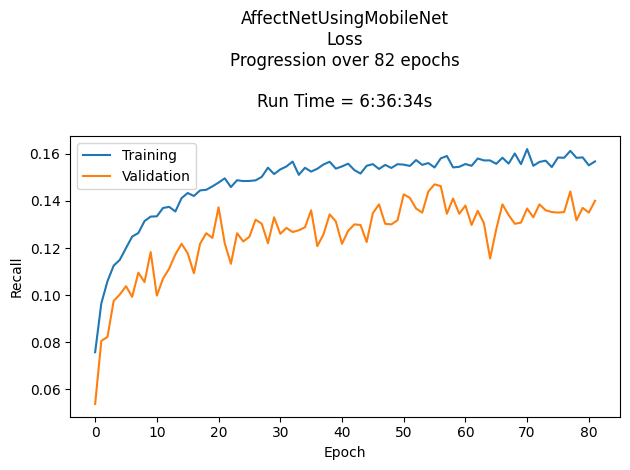 AffectNetUsingMobileNet
Loss
Progression over 82 epochs
Run Time = 6:36:34s
Training
Validation
Recall
0.16
0.14
0.12
0.10
0.08
0.06
0 10 20 30 40 50 60 70 80
Epoch